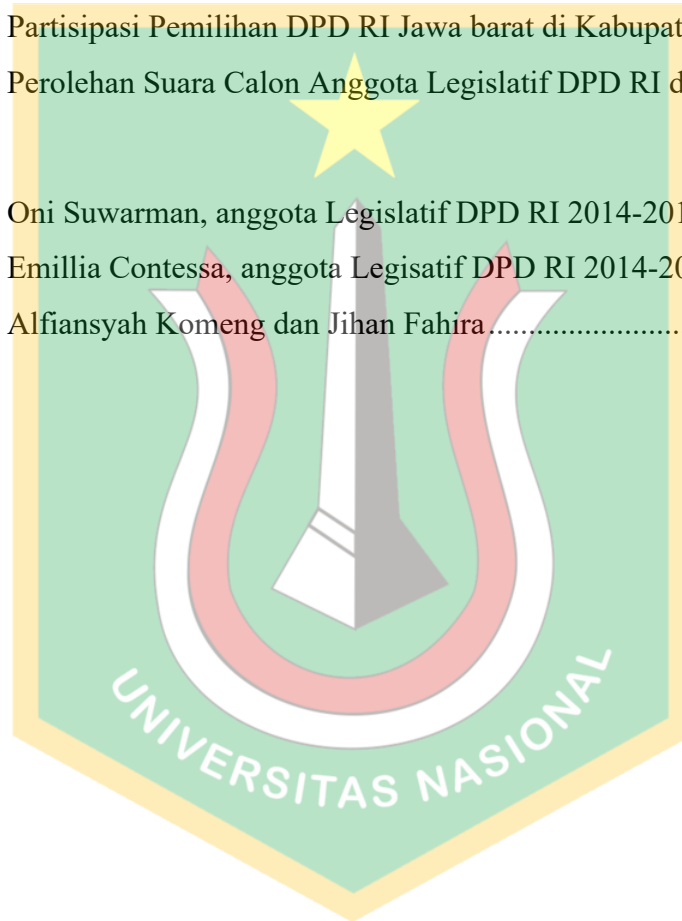 Partisipasi Pemilihan DPD RI Jawa barat di Kabupat
Perolehan Suara Calon Anggota Legislatif DPD RI d
Oni Suwarman, anggota Legislatif DPD RI 2014-201
Emillia Contessa, anggota Legisatif DPD RI 2014-20
Alfiansyah Komeng dan Jihan Fahira........................
UNIVERSITAS NASIONAL